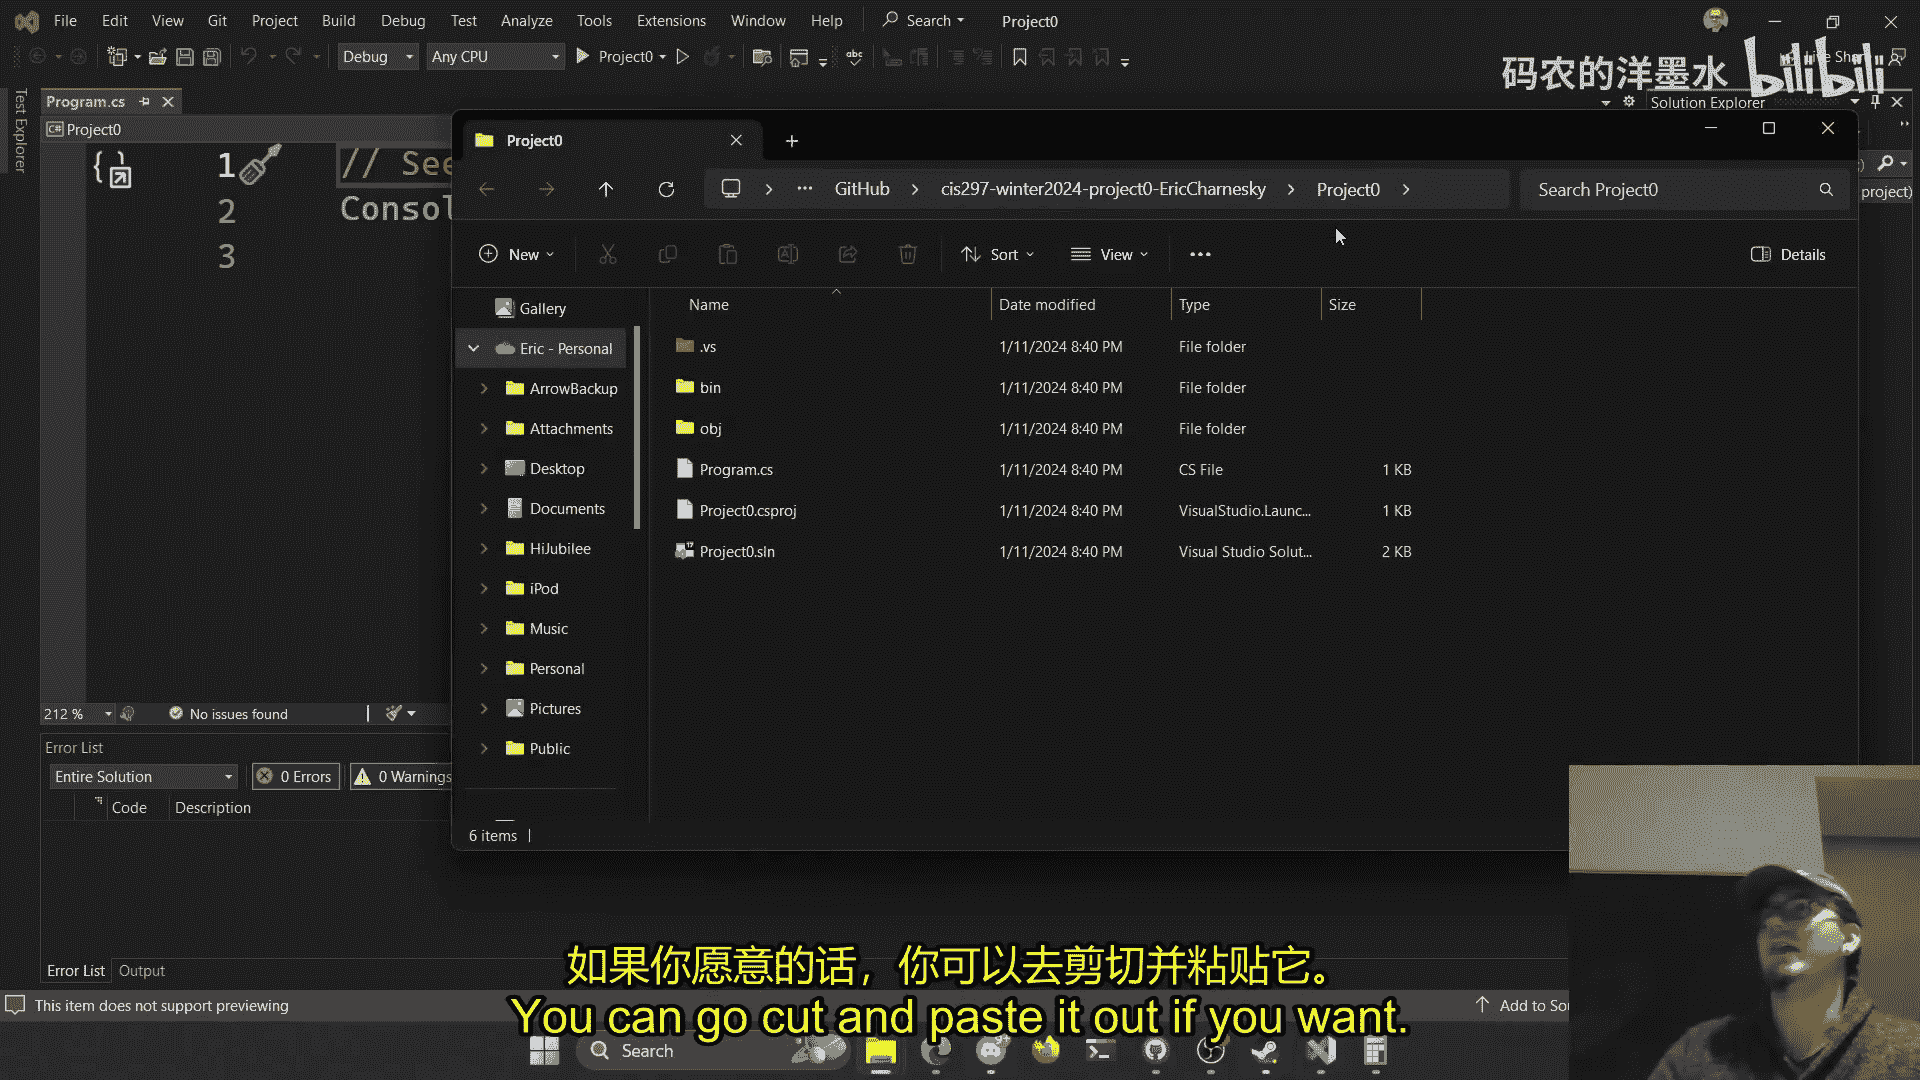 File Edit View Git Project Build Debug Test Analyze Tools Extensions Window Help Search Project0
Debug Any CPU Project0
码农的洋墨水 bilibili
Test Explorer
Program.cs
Solution Explorer
Project0
1 // See
2 Consol
3
project)
Project0
GitHub cis297-winter2024-project0-EricCharnesky Project0
Search Project0
New Sort View Details
Name Date modified Type Size
Gallery
Eric - Personal
ArrowBackup
Attachments
Desktop
Documents
HiJubilee
iPod
Music
Personal
Pictures
Public
.vs 1/11/2024 8:40 PM File folder
bin 1/11/2024 8:40 PM File folder
obj 1/11/2024 8:40 PM File folder
Program.cs 1/11/2024 8:40 PM CS File 1 KB
Project0.csproj 1/11/2024 8:40 PM VisualStudio.Launc... 1 KB
Project0.sln 1/11/2024 8:40 PM Visual Studio Solut... 2 KB
6 items
212 % No issues found
Error List
Entire Solution 0 Errors 0 Warnings
Code Description
Error List Output
This item does not support previewing
Add to So
如果你愿意的话，你可以去剪切并粘贴它。
You can go cut and paste it out if you want.
Search